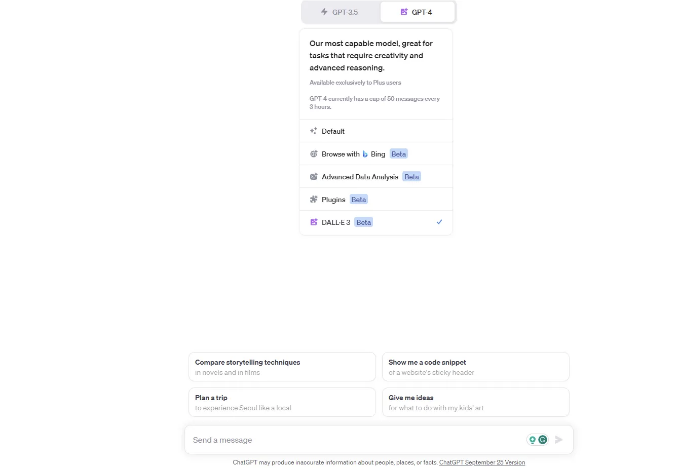 GPT-3.5
GPT-4
Our most capable model, great for
tasks that require creativity and
advanced reasoning.
Available exclusively to Plus users
GPT-4 currently has a cap of 50 messages every
3 hours.
Default
Browse with Bing Beta
Advanced Data Analysis Beta
Plugins Beta
DALL·E 3 Beta
Compare storytelling techniques
in novels and in films
Show me a code snippet
of a website's sticky header
Plan a trip
to experience Seoul like a local
Give me ideas
for what to do with my kids' art
Send a message
ChatGPT may produce inaccurate information about people, places, or facts. ChatGPT September 25 Version